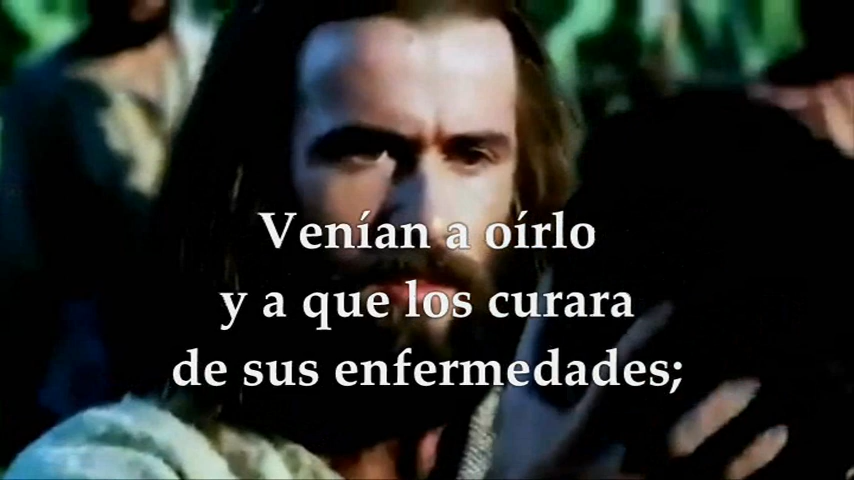 Venían a oírlo
y a que los curara
de sus enfermedades;